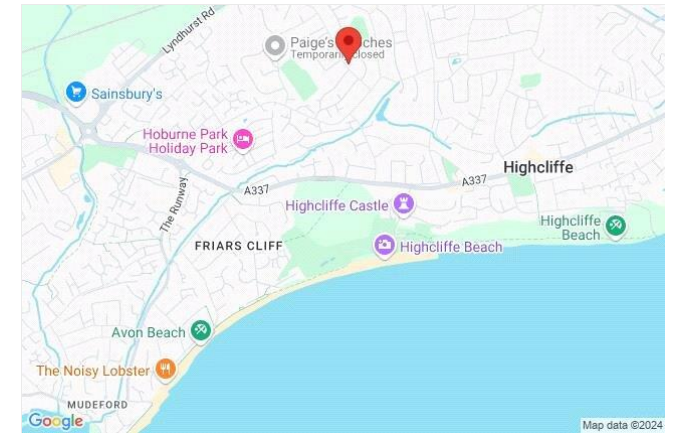 Lyndhurst Rd
Paige's
Temporarily closed
Sainsbury's
Hoburne Park
Holiday Park
Highcliffe
A337
A337
The Runway
Highcliffe Castle
Highcliffe
Beach
FRIARS CLIFF
Highcliffe Beach
Avon Beach
The Noisy Lobster
MUDEFORD
Google
Map data ©2024